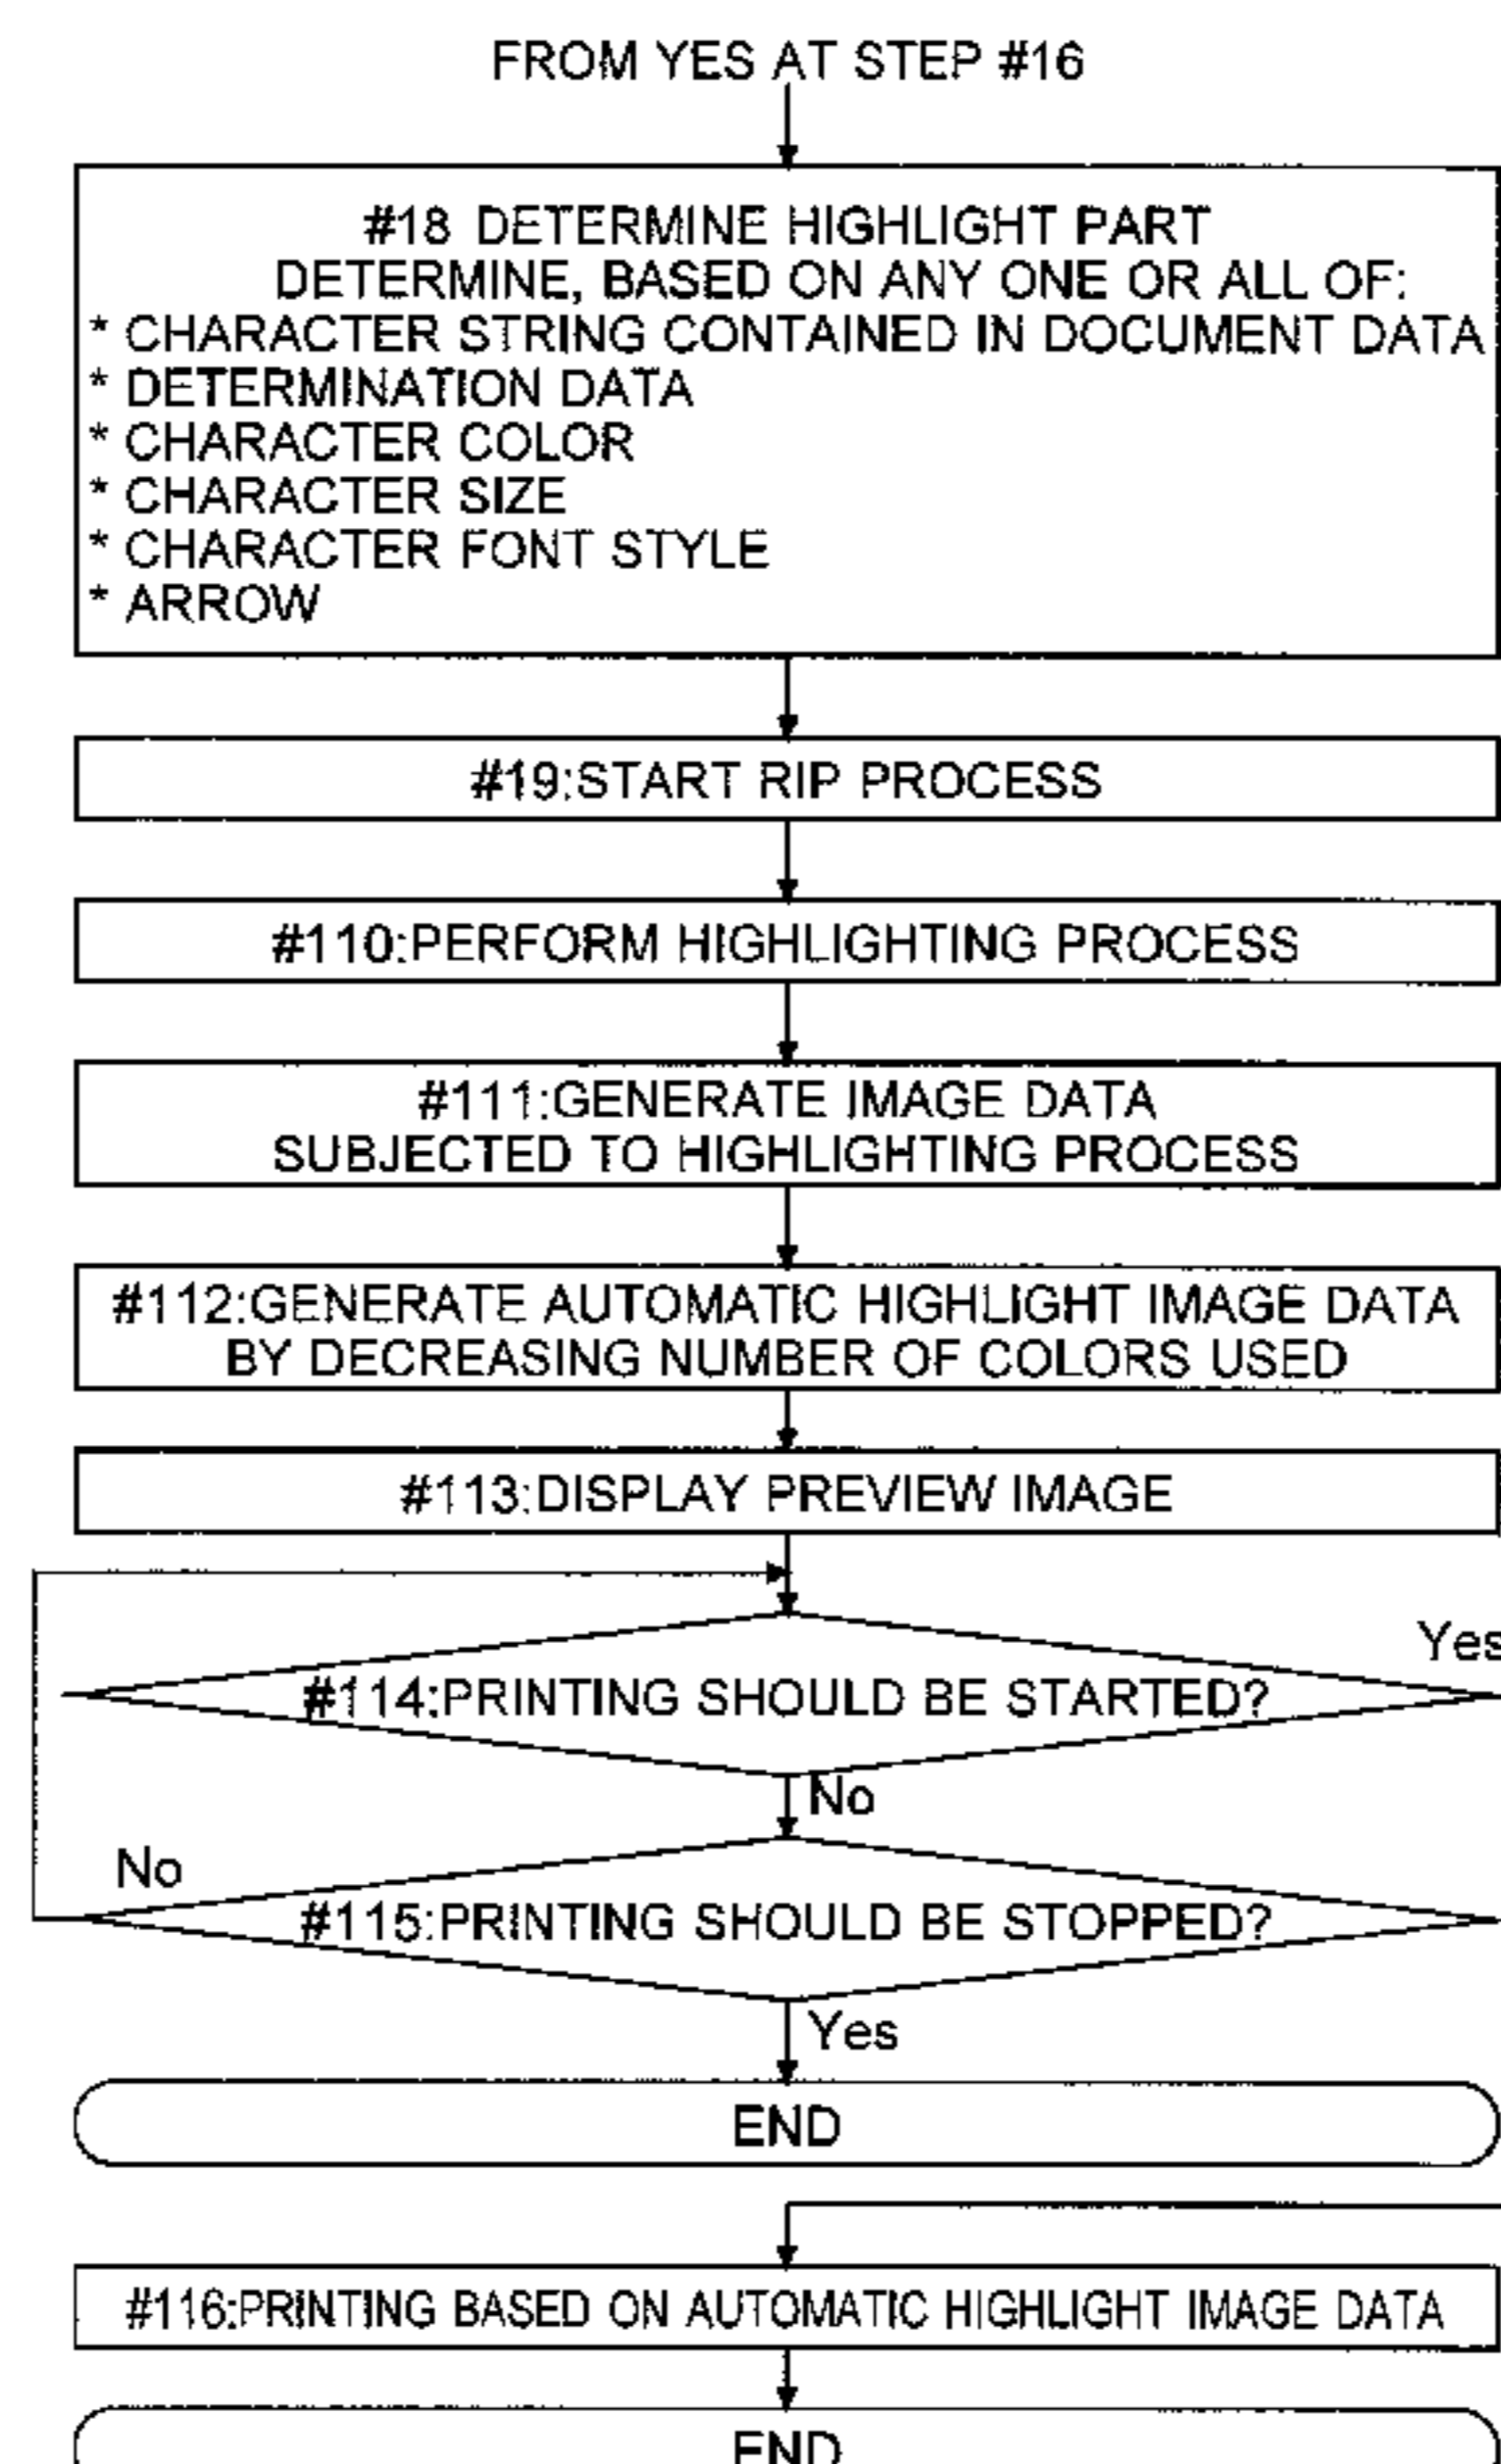 FROM YES AT STEP #16
#18 DETERMINE HIGHLIGHT PART
DETERMINE, BASED ON ANY ONE OR ALL OF:
* CHARACTER STRING CONTAINED IN DOCUMENT DATA
* DETERMINATION DATA
* CHARACTER COLOR
* CHARACTER SIZE
* CHARACTER FONT STYLE
* ARROW
#19:START RIP PROCESS
#110:PERFORM HIGHLIGHTING PROCESS
#111:GENERATE IMAGE DATA
SUBJECTED TO HIGHLIGHTING PROCESS
#112:GENERATE AUTOMATIC HIGHLIGHT IMAGE DATA
BY DECREASING NUMBER OF COLORS USED
#113:DISPLAY PREVIEW IMAGE
Yes
#114:PRINTING SHOULD BE STARTED?
No
No
#115:PRINTING SHOULD BE STOPPED?
Yes
END
#116:PRINTING BASED ON AUTOMATIC HIGHLIGHT IMAGE DATA
END